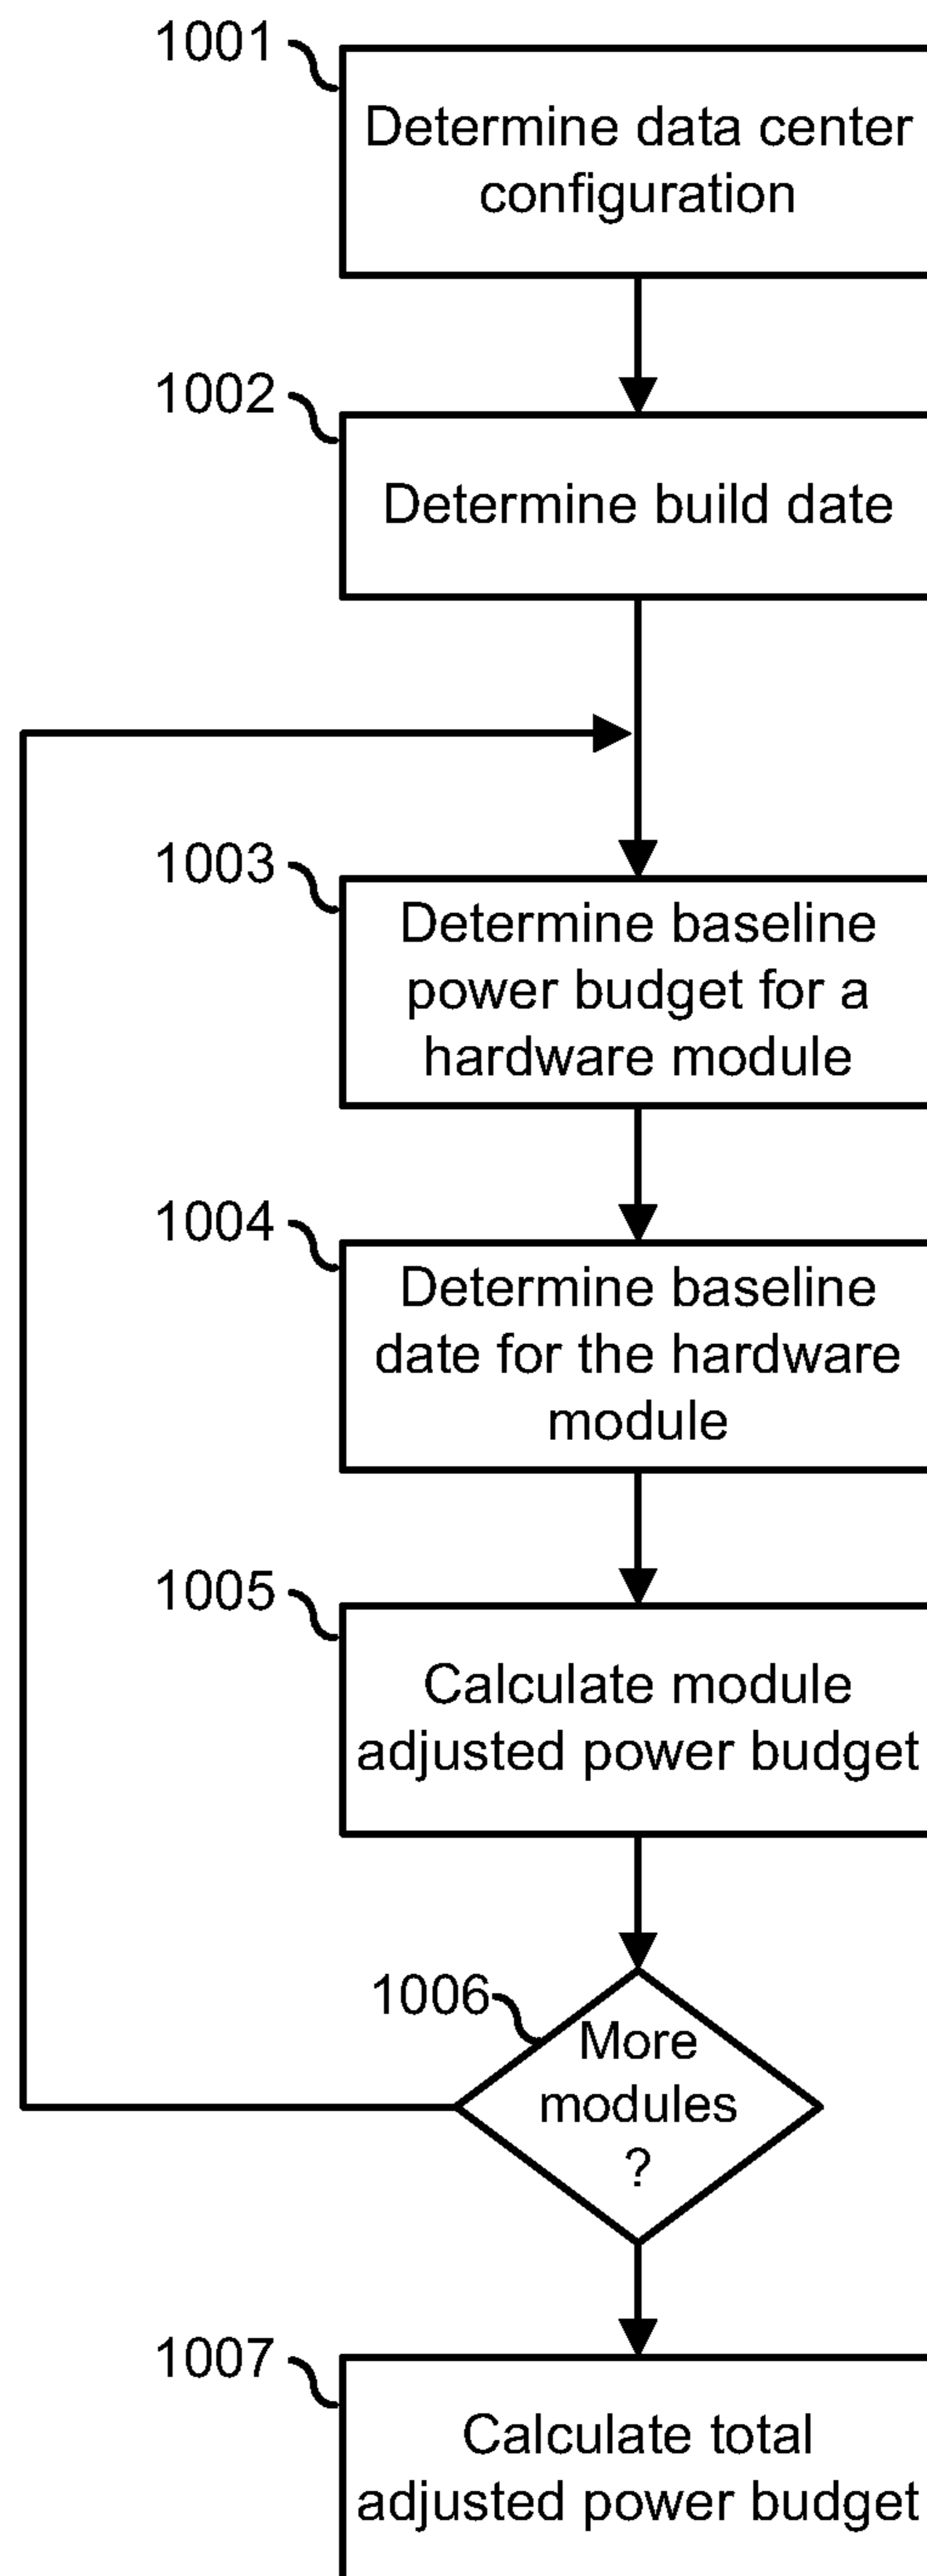 1001
Determine data center
configuration
1002
Determine build date
1003
Determine baseline
power budget for a
hardware module
1004
Determine baseline
date for the hardware
module
1005
Calculate module
adjusted power budget
1006
More
modules
?
1007
Calculate total
adjusted power budget